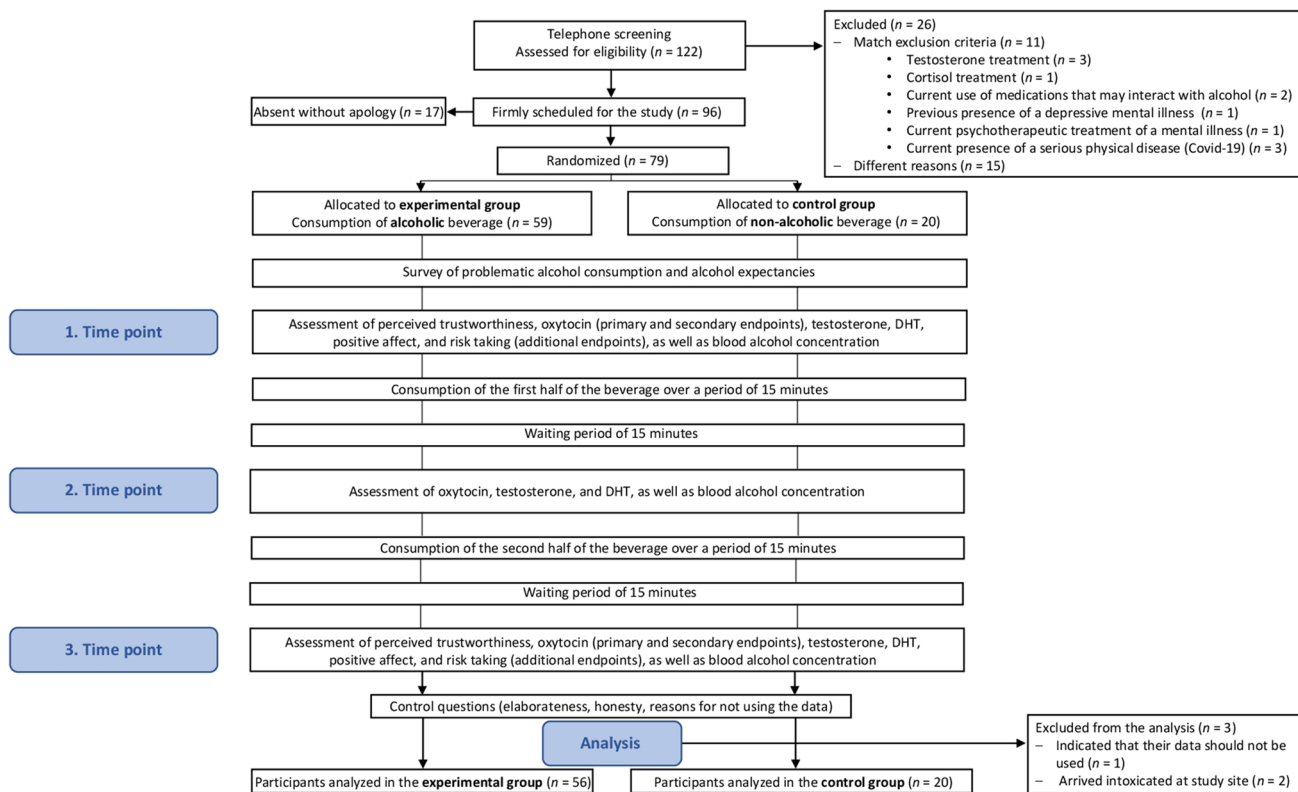 Telephone screening
Assessed for eligibility (n = 122)
Excluded (n = 26)
– Match exclusion criteria (n = 11)
• Testosterone treatment (n = 3)
• Cortisol treatment (n = 1)
• Current use of medications that may interact with alcohol (n = 2)
• Previous presence of a depressive mental illness (n = 1)
• Current psychotherapeutic treatment of a mental illness (n = 1)
• Current presence of a serious physical disease (Covid-19) (n = 3)
– Different reasons (n = 15)
Absent without apology (n = 17)
Firmly scheduled for the study (n = 96)
Randomized (n = 79)
Allocated to experimental group
Consumption of alcoholic beverage (n = 59)
Allocated to control group
Consumption of non-alcoholic beverage (n = 20)
Survey of problematic alcohol consumption and alcohol expectancies
1. Time point
Assessment of perceived trustworthiness, oxytocin (primary and secondary endpoints), testosterone, DHT,
positive affect, and risk taking (additional endpoints), as well as blood alcohol concentration
Consumption of the first half of the beverage over a period of 15 minutes
Waiting period of 15 minutes
2. Time point
Assessment of oxytocin, testosterone, and DHT, as well as blood alcohol concentration
Consumption of the second half of the beverage over a period of 15 minutes
Waiting period of 15 minutes
3. Time point
Assessment of perceived trustworthiness, oxytocin (primary and secondary endpoints), testosterone, DHT,
positive affect, and risk taking (additional endpoints), as well as blood alcohol concentration
Control questions (elaborateness, honesty, reasons for not using the data)
Analysis
Excluded from the analysis (n = 3)
– Indicated that their data should not be
used (n = 1)
– Arrived intoxicated at study site (n = 2)
Participants analyzed in the experimental group (n = 56)
Participants analyzed in the control group (n = 20)